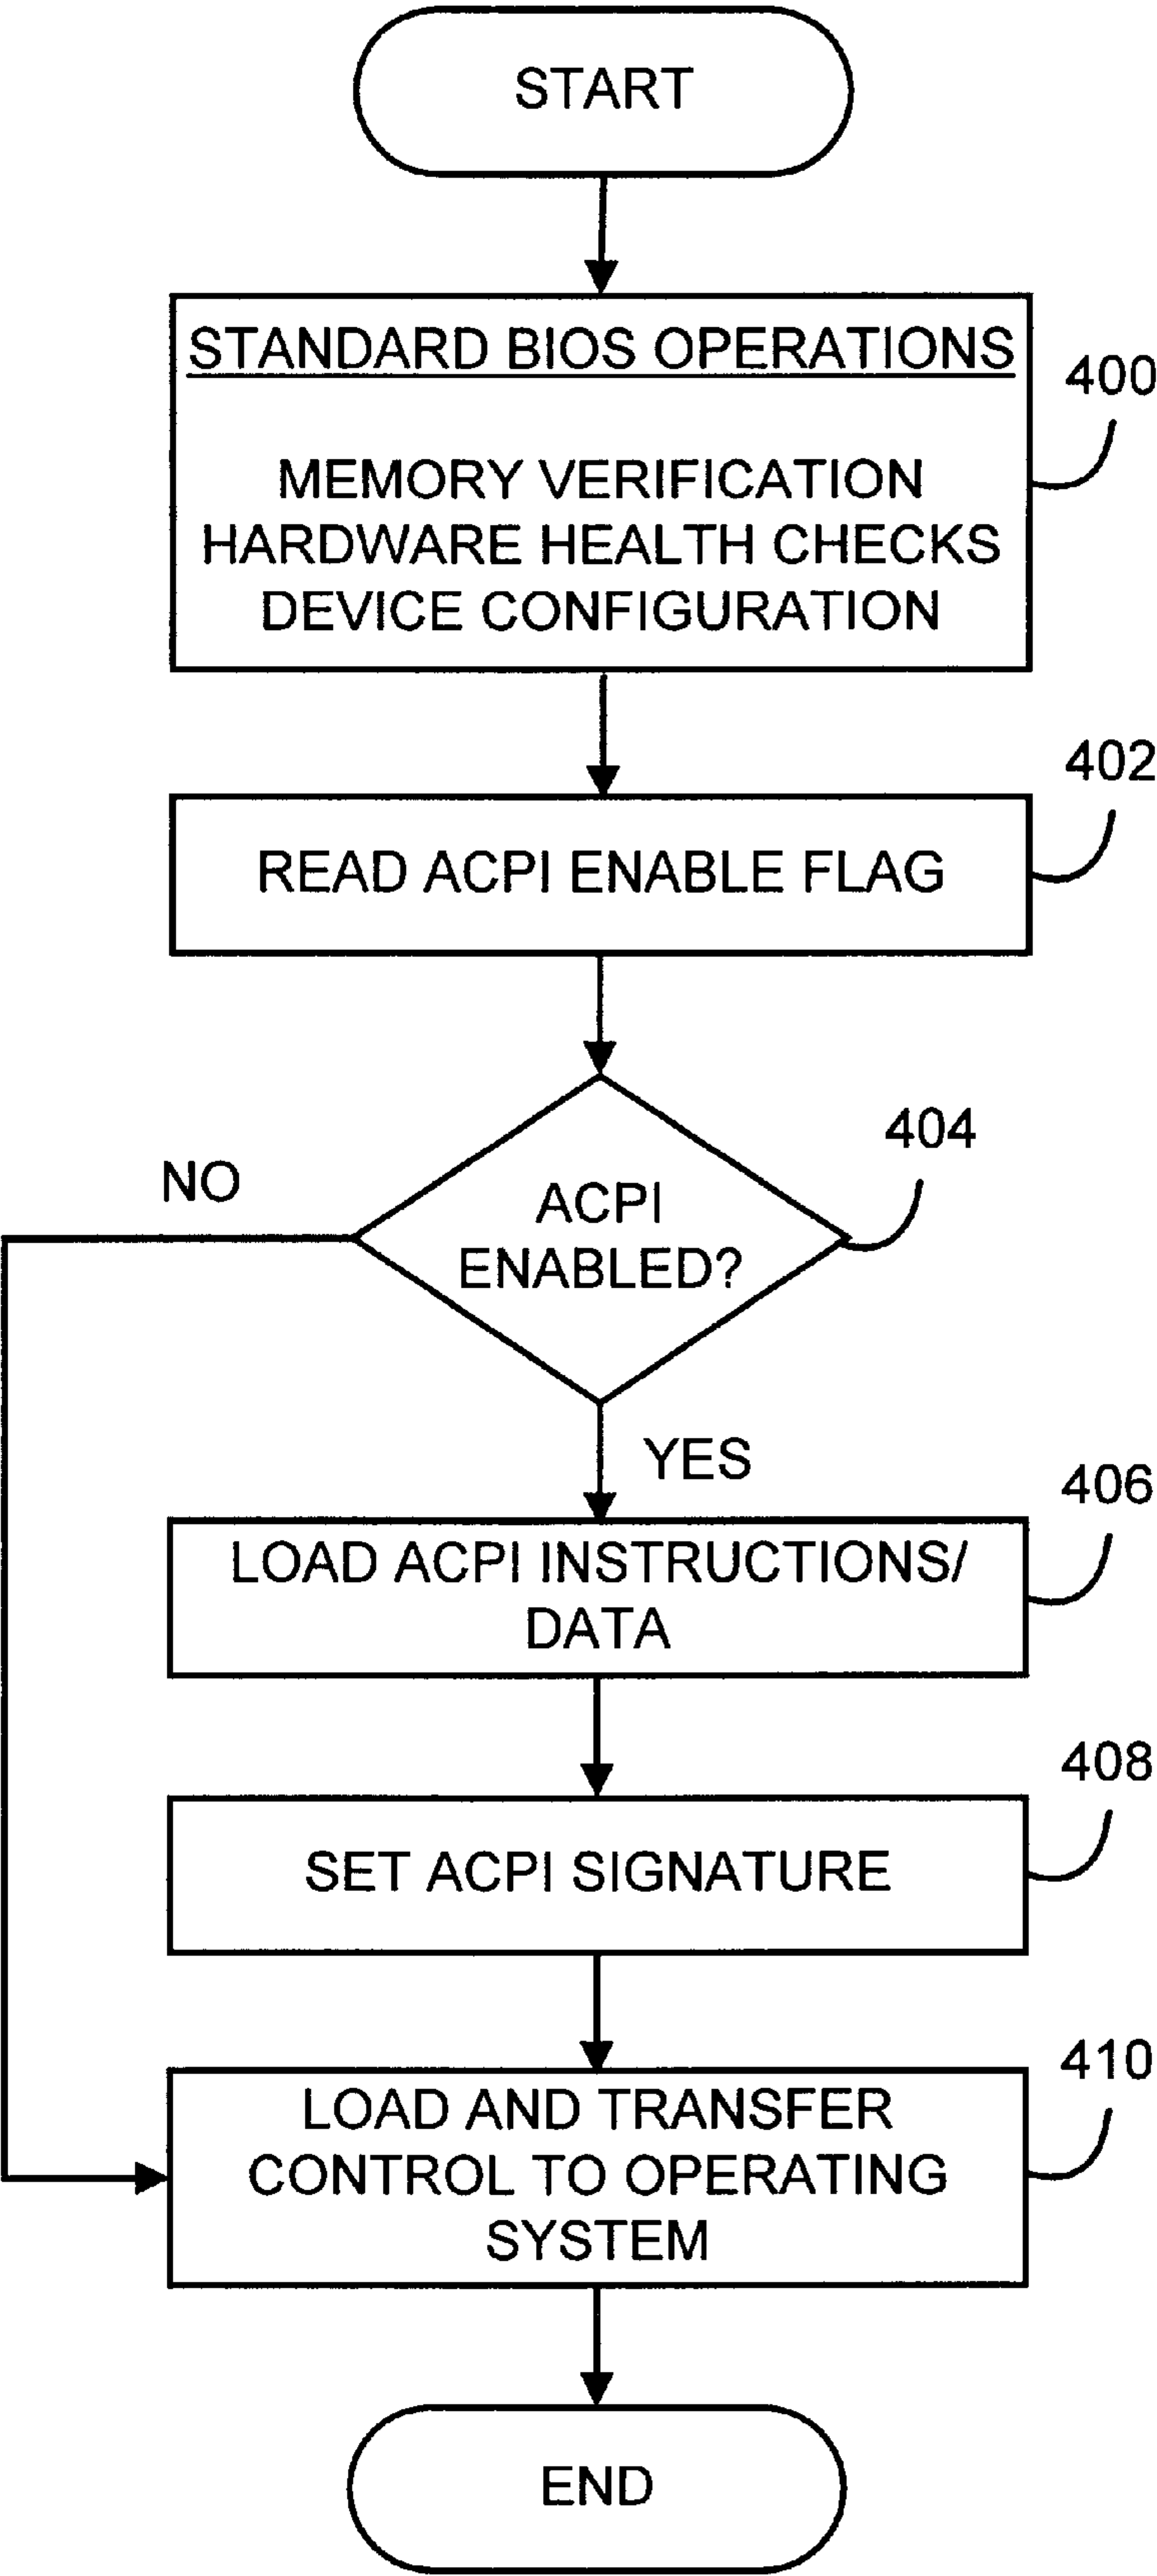 START
STANDARD BIOS OPERATIONS
400
MEMORY VERIFICATION
HARDWARE HEALTH CHECKS
DEVICE CONFIGURATION
402
READ ACPI ENABLE FLAG
404
NO
ACPI
ENABLED?
YES
406
LOAD ACPI INSTRUCTIONS/
DATA
408
SET ACPI SIGNATURE
410
LOAD AND TRANSFER
CONTROL TO OPERATING
SYSTEM
END